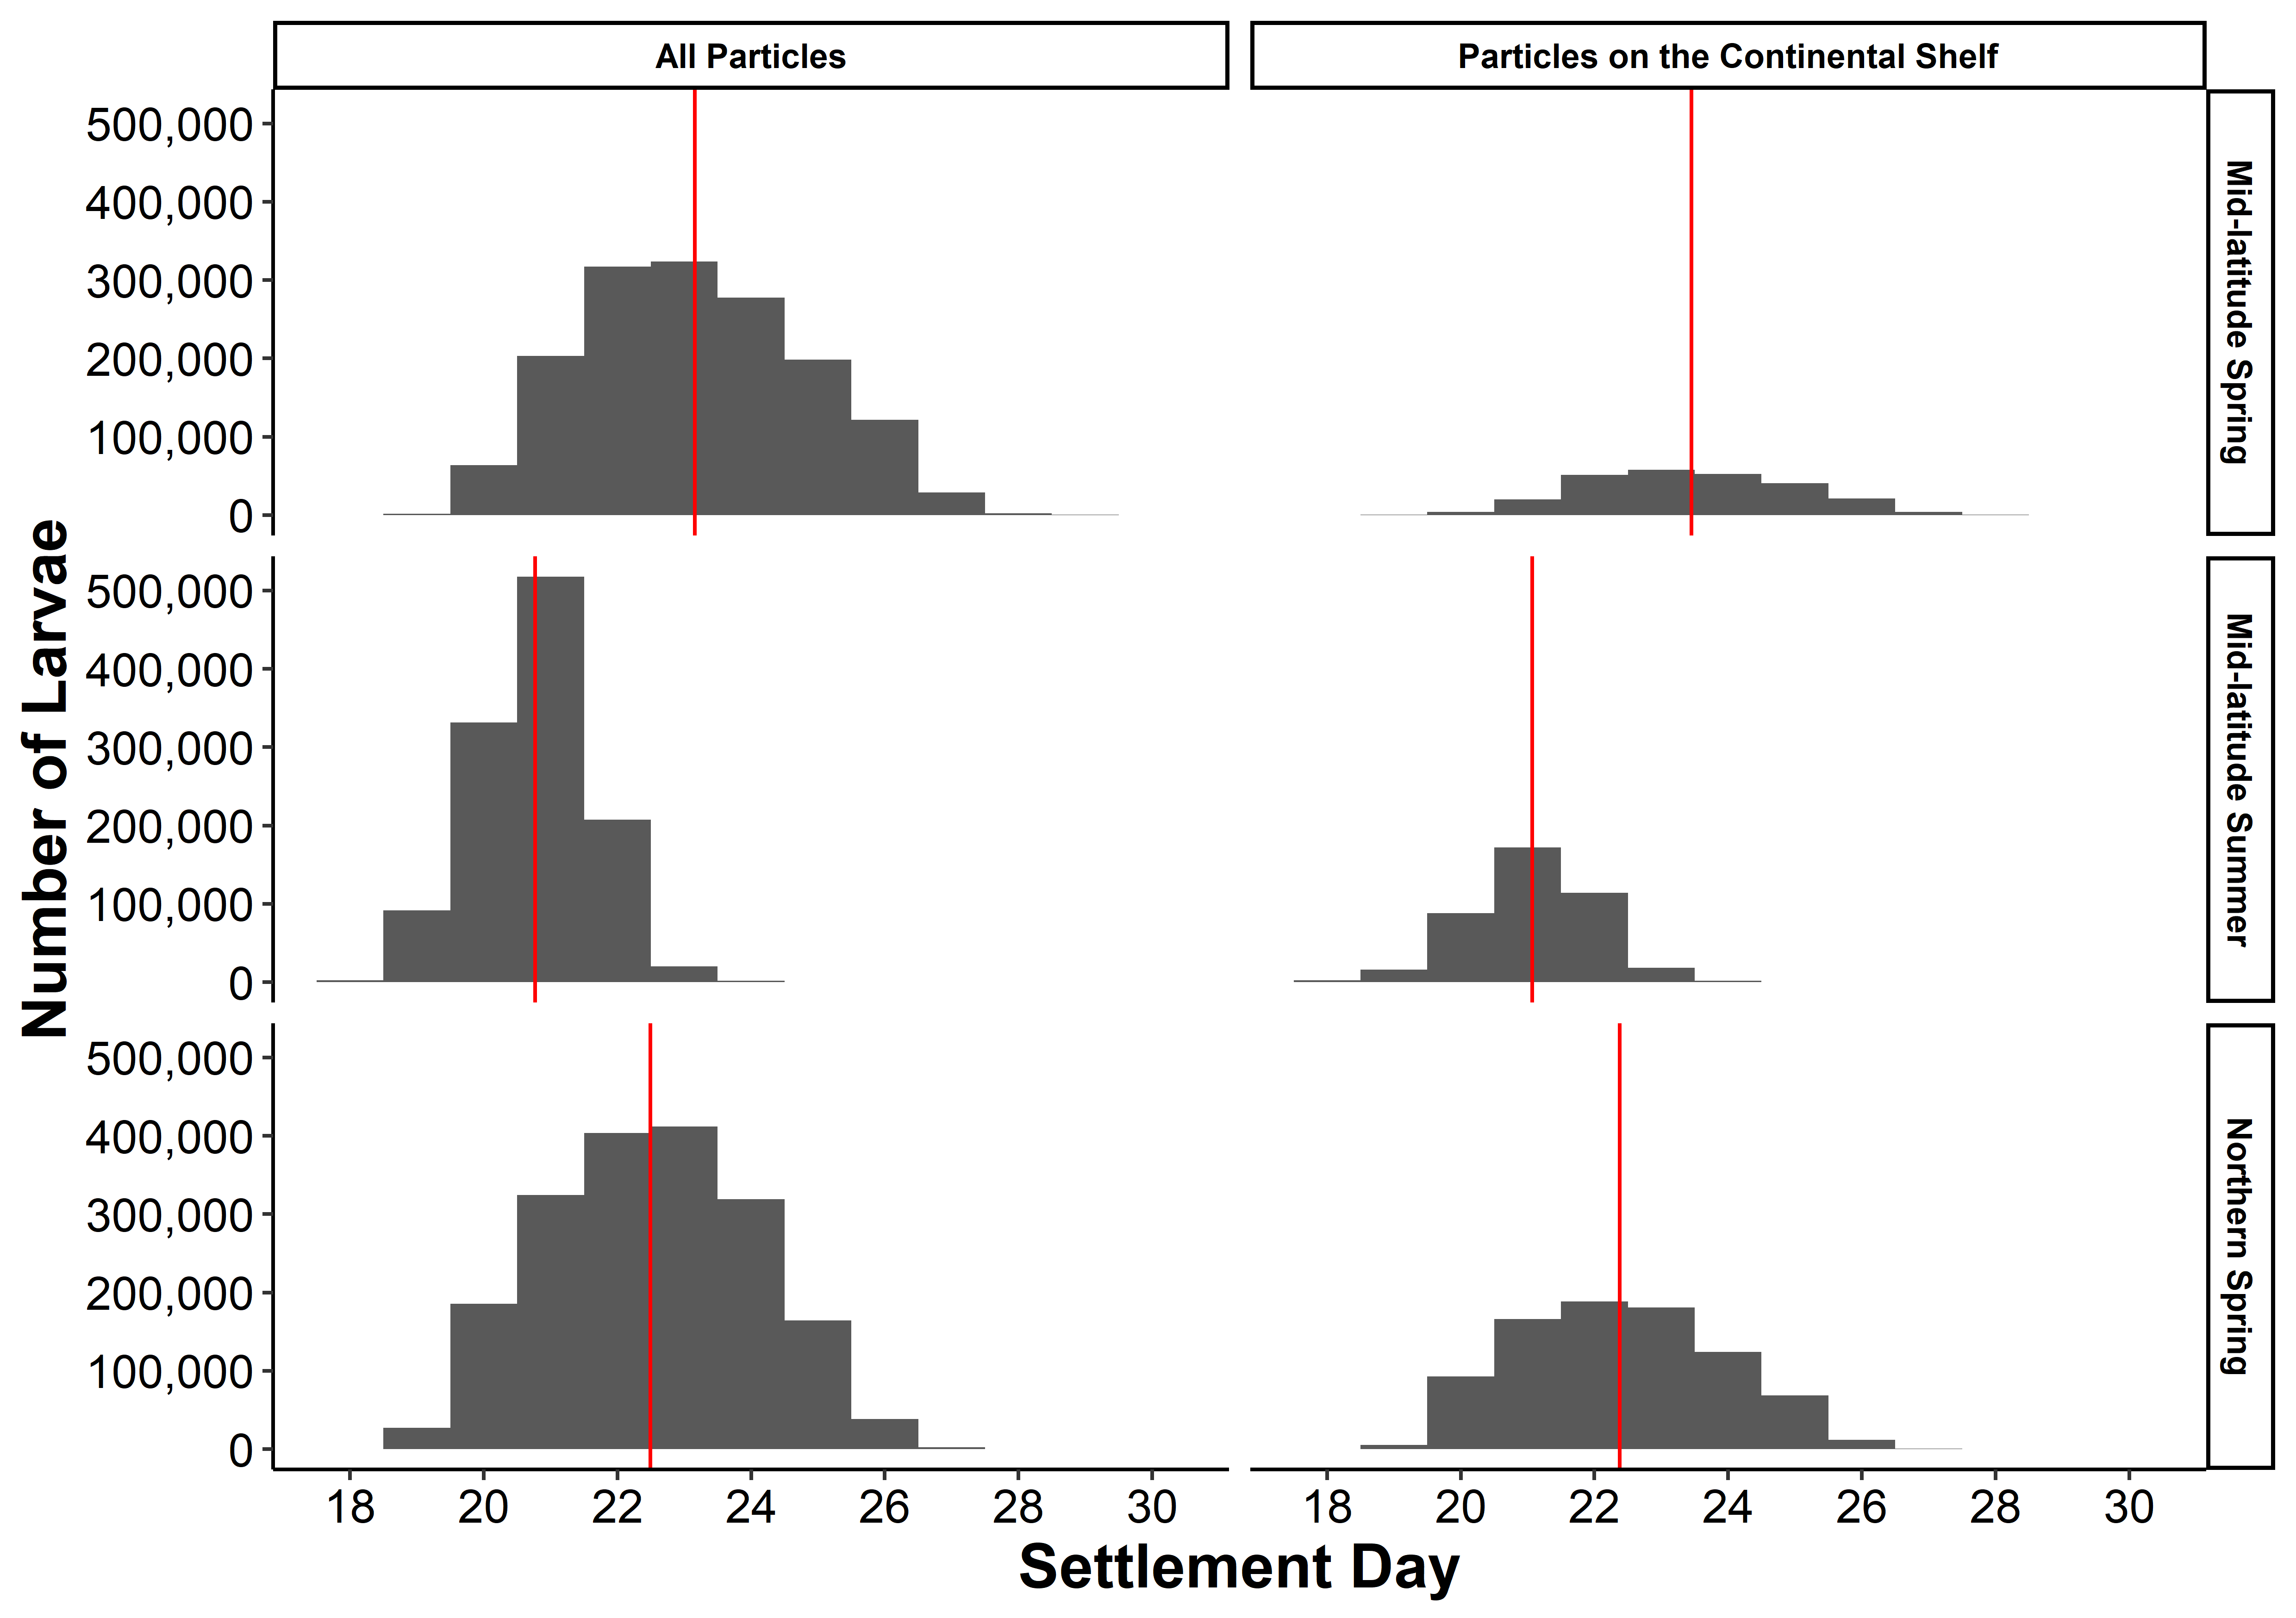 All Particles
Particles on the Continental Shelf
500,000
400,000
300,000
200,000
100,000
0
Mid-latitude Spring
500,000
400,000
300,000
200,000
100,000
0
Mid-latitude Summer
500,000
400,000
300,000
200,000
100,000
0
Northern Spring
Number of Larvae
18 20 22 24 26 28 30
18 20 22 24 26 28 30
Settlement Day